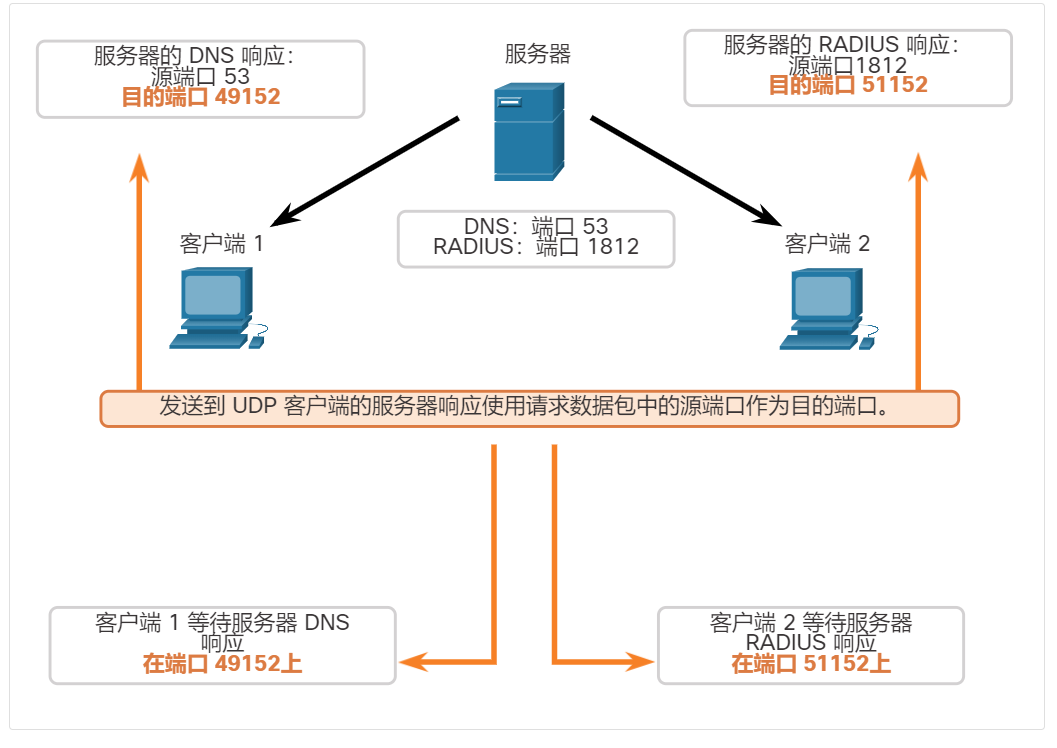 服务器的 DNS 响应：
源端口 53
目的端口 49152
服务器
服务器的 RADIUS 响应：
源端口1812
目的端口 51152
DNS：端口 53
RADIUS：端口 1812
客户端 1
客户端 2
发送到 UDP 客户端的服务器响应使用请求数据包中的源端口作为目的端口。
客户端 1 等待服务器 DNS
响应
在端口 49152上
客户端 2 等待服务器
RADIUS 响应
在端口 51152上